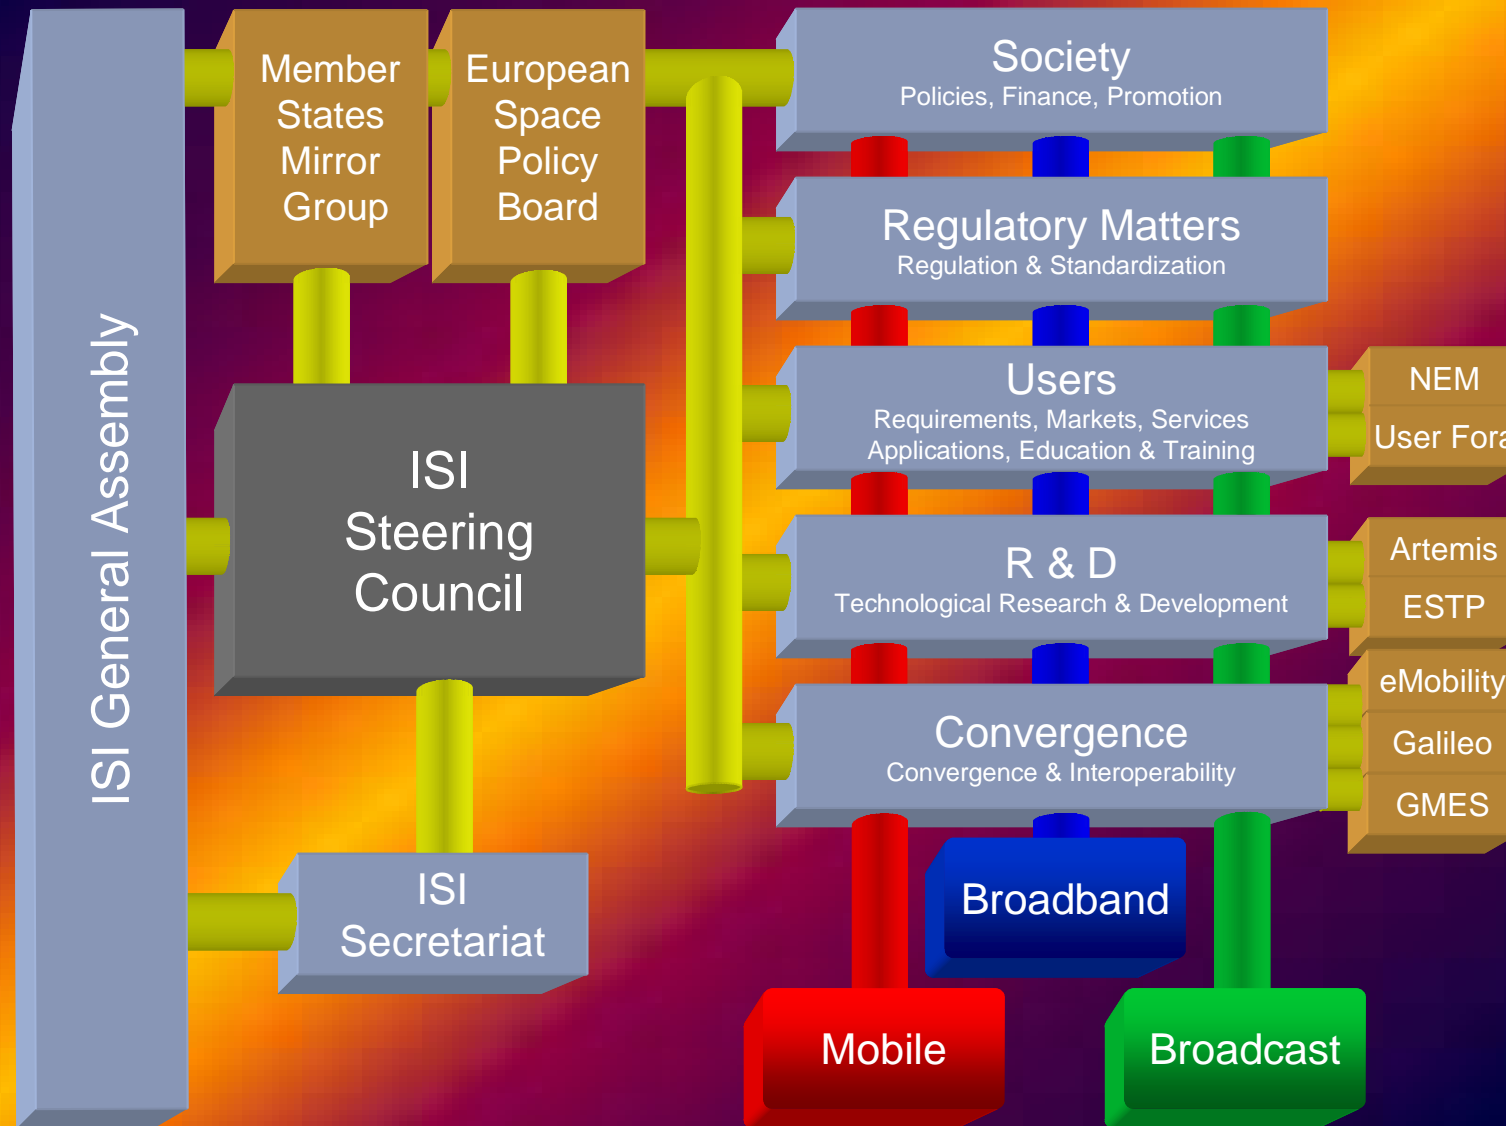 ISI General Assembly
Member
States
Mirror
Group
European
Space
Policy
Board
ISI
Steering
Council
ISI
Secretariat
Society
Policies, Finance, Promotion
Regulatory Matters
Regulation & Standardization
Users
Requirements, Markets, Services
Applications, Education & Training
R & D
Technological Research & Development
Convergence
Convergence & Interoperability
NEM
User Fora
Artemis
ESTP
eMobility
Galileo
GMES
Broadband
Mobile
Broadcast